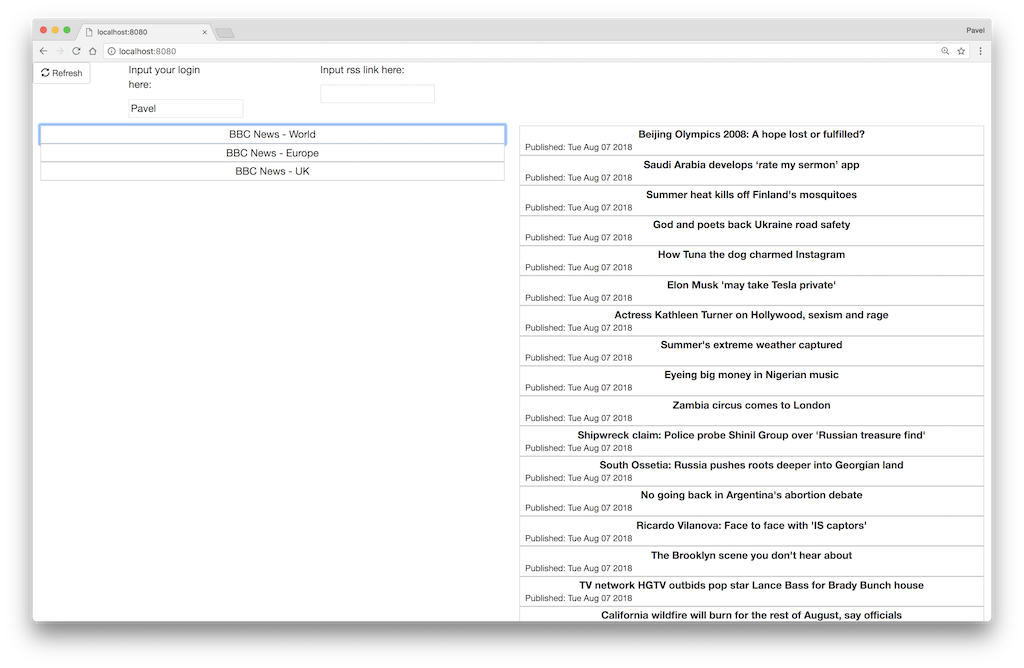 localhost:8080
Pavel
localhost:8080
Refresh
Input your login
here:
Pavel
Input rss link here:
BBC News - World
BBC News - Europe
BBC News - UK
Beijing Olympics 2008: A hope lost or fulfilled?
Published: Tue Aug 07 2018
Saudi Arabia develops ‘rate my sermon’ app
Published: Tue Aug 07 2018
Summer heat kills off Finland's mosquitoes
Published: Tue Aug 07 2018
God and poets back Ukraine road safety
Published: Tue Aug 07 2018
How Tuna the dog charmed Instagram
Published: Tue Aug 07 2018
Elon Musk 'may take Tesla private'
Published: Tue Aug 07 2018
Actress Kathleen Turner on Hollywood, sexism and rage
Published: Tue Aug 07 2018
Summer's extreme weather captured
Published: Tue Aug 07 2018
Eyeing big money in Nigerian music
Published: Tue Aug 07 2018
Zambia circus comes to London
Published: Tue Aug 07 2018
Shipwreck claim: Police probe Shinil Group over 'Russian treasure find'
Published: Tue Aug 07 2018
South Ossetia: Russia pushes roots deeper into Georgian land
Published: Tue Aug 07 2018
No going back in Argentina's abortion debate
Published: Tue Aug 07 2018
Ricardo Vilanova: Face to face with 'IS captors'
Published: Tue Aug 07 2018
The Brooklyn scene you don't hear about
Published: Tue Aug 07 2018
TV network HGTV outbids pop star Lance Bass for Brady Bunch house
Published: Tue Aug 07 2018
California wildfire will burn for the rest of August, say officials